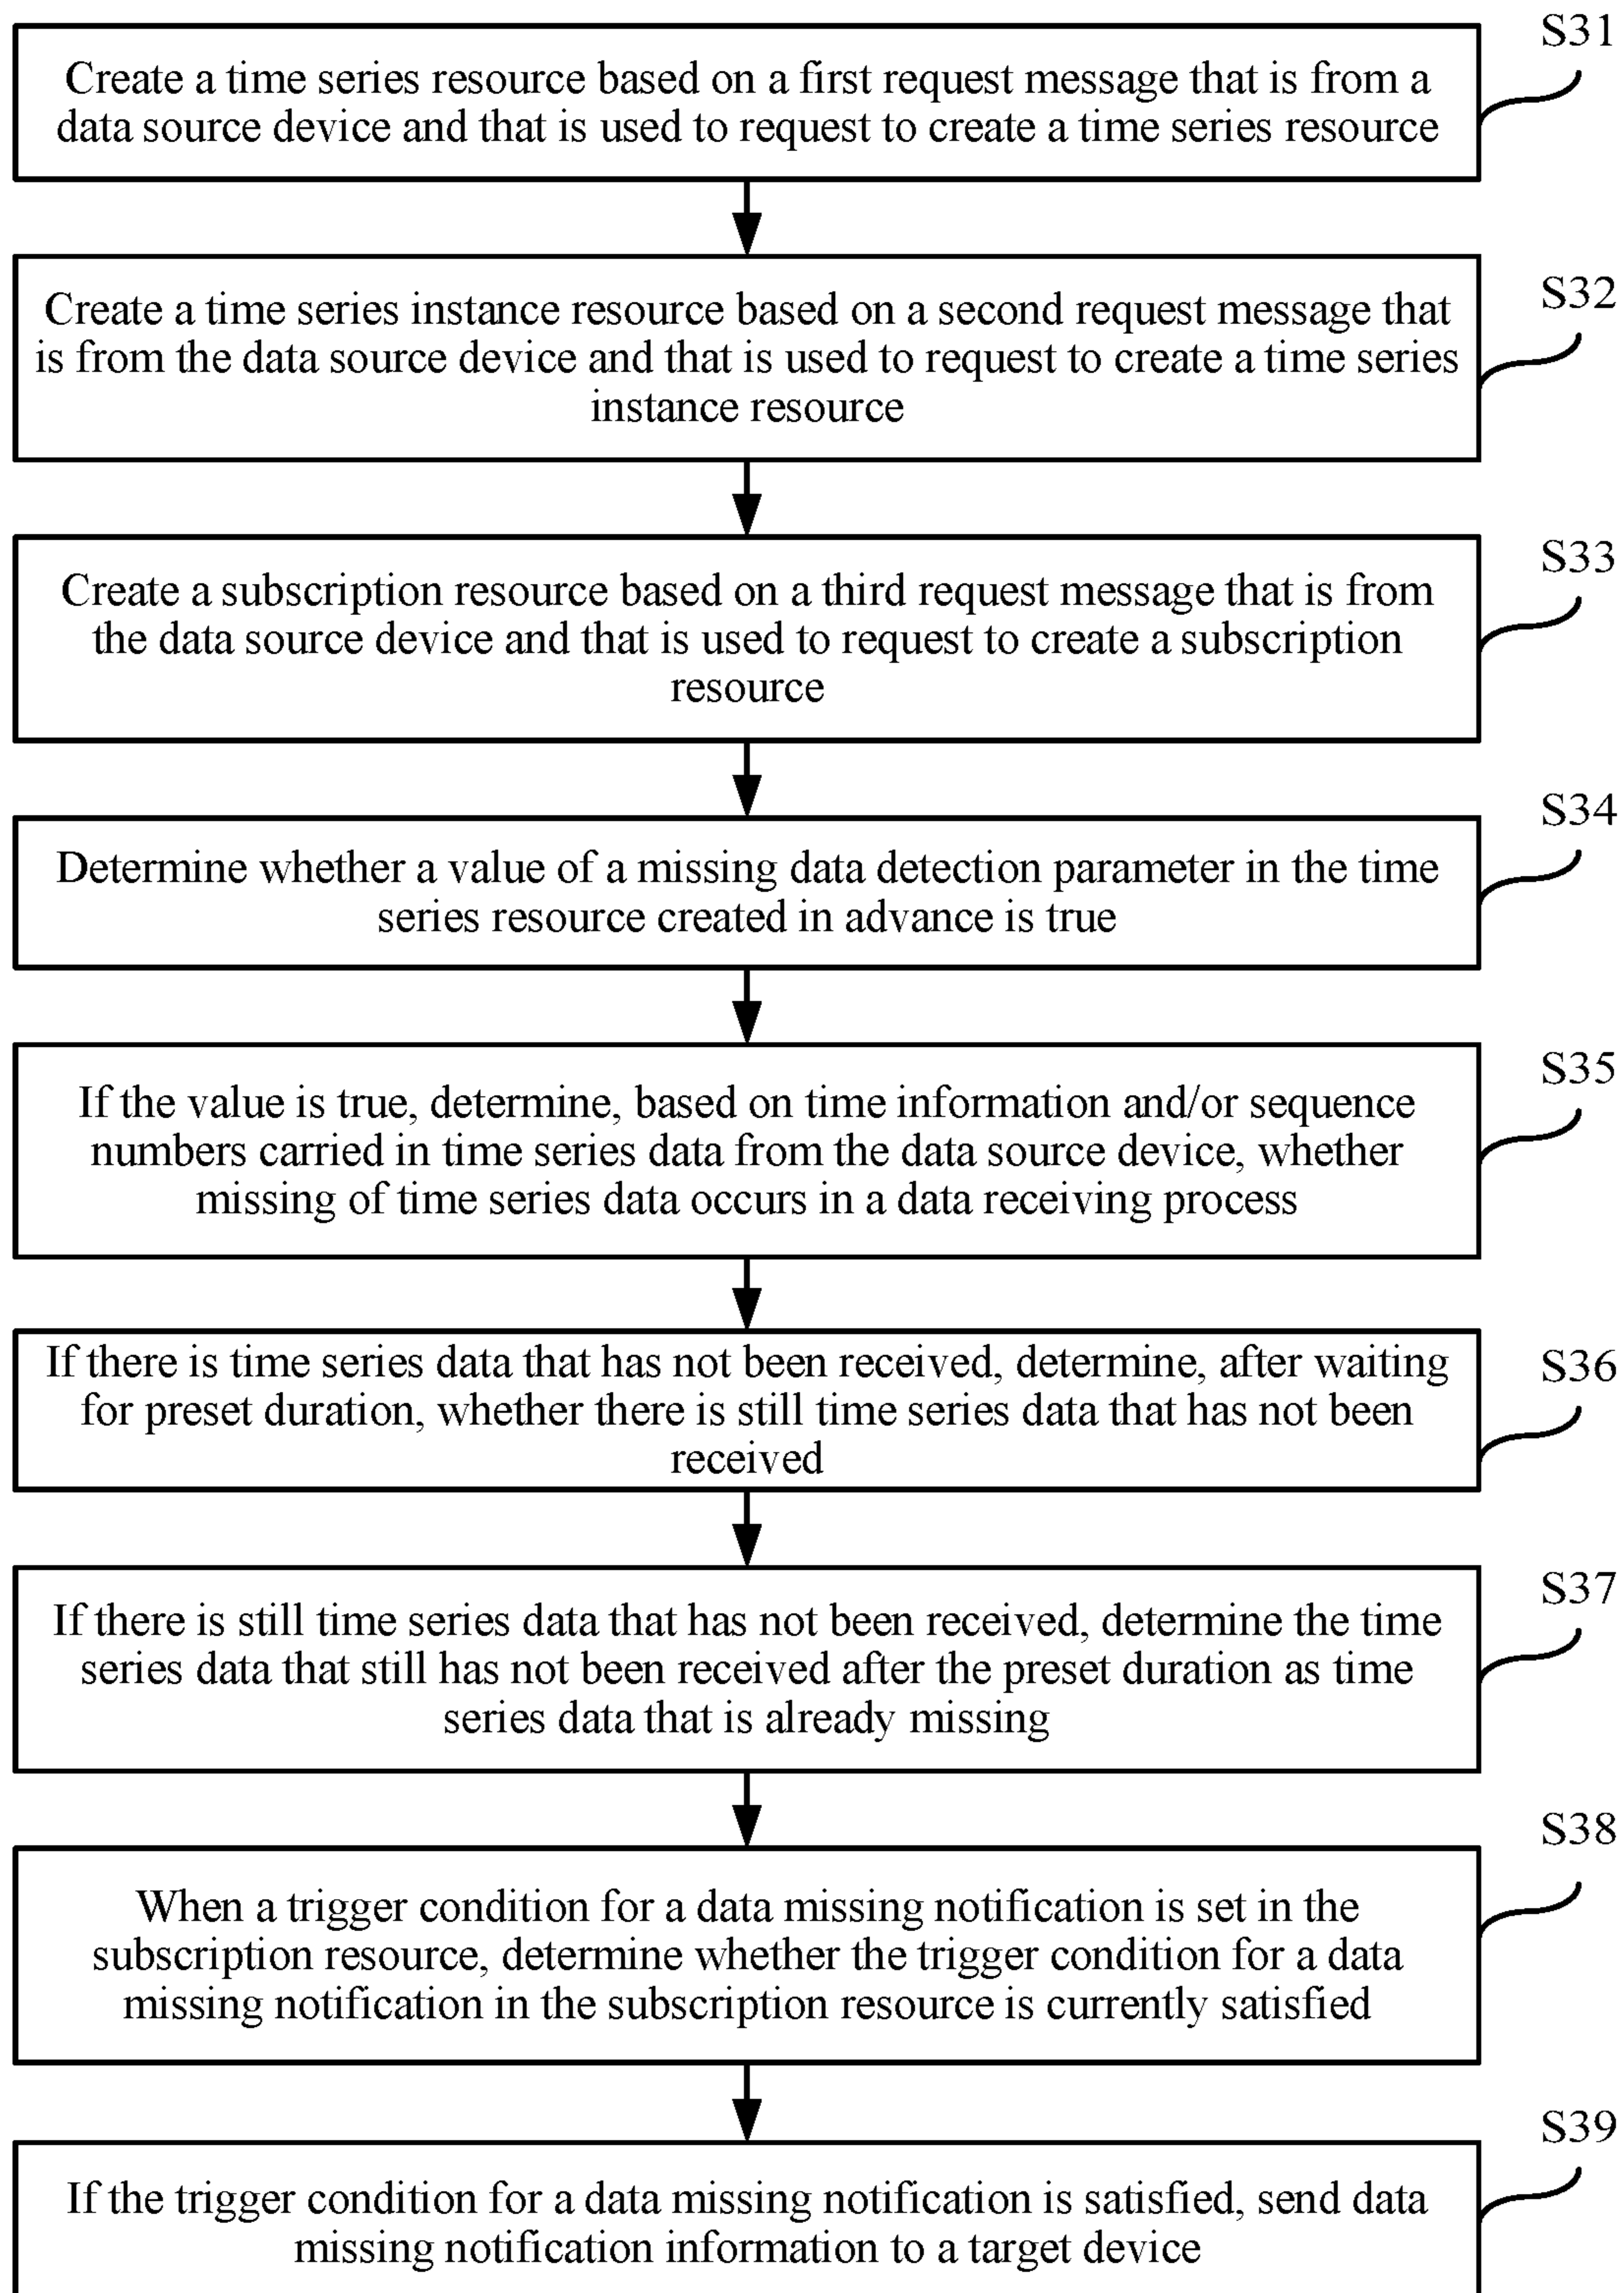 S31
Create a time series resource based on a first request message that is from a
data source device and that is used to request to create a time series resource
S32
Create a time series instance resource based on a second request message that
is from the data source device and that is used to request to create a time series
instance resource
S33
Create a subscription resource based on a third request message that is from
the data source device and that is used to request to create a subscription
resource
S34
Determine whether a value of a missing data detection parameter in the time
series resource created in advance is true
S35
If the value is true, determine, based on time information and/or sequence
numbers carried in time series data from the data source device, whether
missing of time series data occurs in a data receiving process
S36
If there is time series data that has not been received, determine, after waiting
for preset duration, whether there is still time series data that has not been
received
S37
If there is still time series data that has not been received, determine the time
series data that still has not been received after the preset duration as time
series data that is already missing
S38
When a trigger condition for a data missing notification is set in the
subscription resource, determine whether the trigger condition for a data
missing notification in the subscription resource is currently satisfied
S39
If the trigger condition for a data missing notification is satisfied, send data
missing notification information to a target device